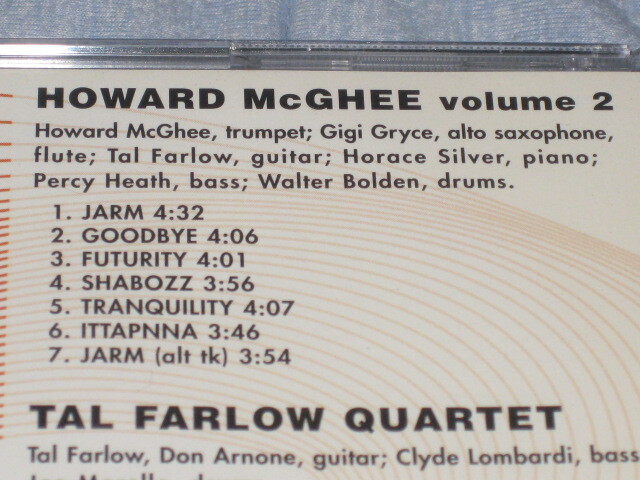 HOWARD McGHEE volume 2
Howard McGhee, trumpet; Gigi Gryce, alto saxophone,
flute; Tal Farlow, guitar; Horace Silver, piano;
Percy Heath, bass; Walter Bolden, drums.
1. JARM 4:32
2. GOODBYE 4:06
3. FUTURITY 4:01
4. SHABOZZ 3:56
5. TRANQUILITY 4:07
6. ITTAPNNA 3:46
7. JARM (alt tk) 3:54
TAL FARLOW QUARTET
Tal Farlow, Don Arnone, guitar; Clyde Lombardi, bass